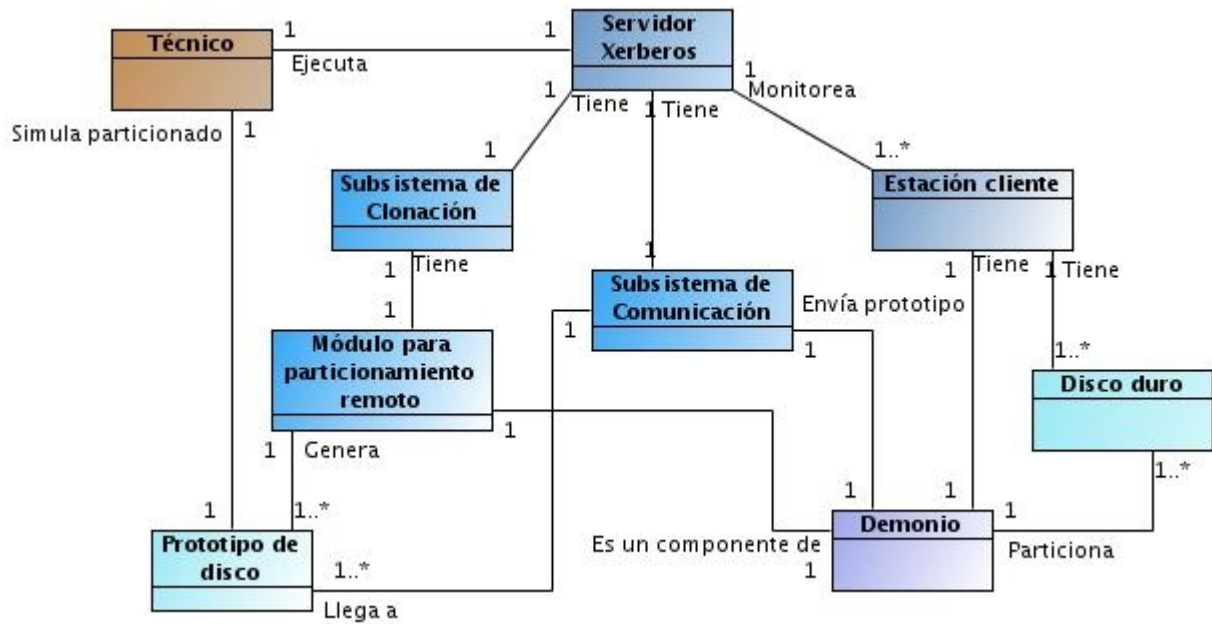 1
1
Servidor
Xerberos
Técnico
Ejecuta
1
Tiene
1
Tiene
1
Monitorea
Simula particionado
1
1
1..*
Subsistema de
Clonación
Estación cliente
1
Tiene
1
1
Tiene
1
Tiene
Subsistema de
Comunicación
Envía prototipo
1
1
1
1..*
Módulo para
particionamiento
remoto
Disco duro
1
1
Genera
1..*
1
1..*
1
1
1
Prototipo de
disco
Demonio
1..*
Es un componente de
1
Particiona
Llega a